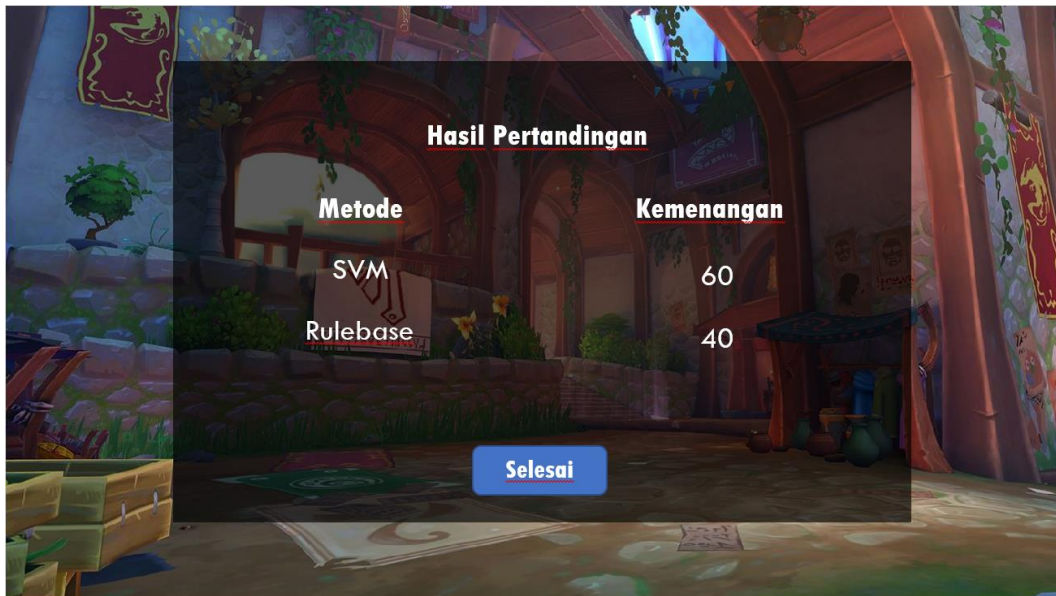 Hasil Pertandingan
Metode Kemenangan
SVM 60
Rulebase 40
Selesai